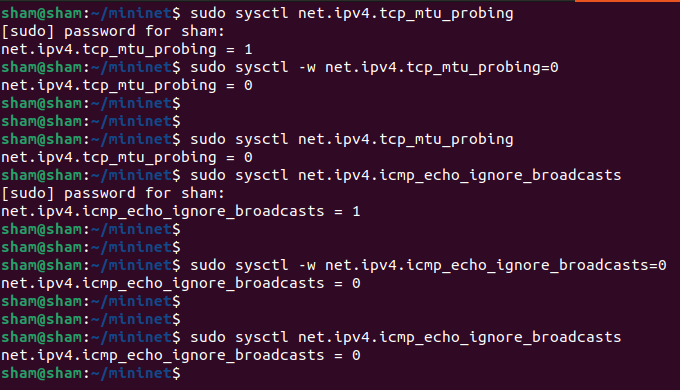 sham@sham:~/mininet$ sudo sysctl net.ipv4.tcp_mtu_probing
[sudo] password for sham:
net.ipv4.tcp_mtu_probing = 1
sham@sham:~/mininet$ sudo sysctl -w net.ipv4.tcp_mtu_probing=0
net.ipv4.tcp_mtu_probing = 0
sham@sham:~/mininet$
sham@sham:~/mininet$
sham@sham:~/mininet$ sudo sysctl net.ipv4.tcp_mtu_probing
net.ipv4.tcp_mtu_probing = 0
sham@sham:~/mininet$ sudo sysctl net.ipv4.icmp_echo_ignore_broadcasts
[sudo] password for sham:
net.ipv4.icmp_echo_ignore_broadcasts = 1
sham@sham:~/mininet$
sham@sham:~/mininet$
sham@sham:~/mininet$ sudo sysctl -w net.ipv4.icmp_echo_ignore_broadcasts=0
net.ipv4.icmp_echo_ignore_broadcasts = 0
sham@sham:~/mininet$
sham@sham:~/mininet$
sham@sham:~/mininet$ sudo sysctl net.ipv4.icmp_echo_ignore_broadcasts
net.ipv4.icmp_echo_ignore_broadcasts = 0
sham@sham:~/mininet$